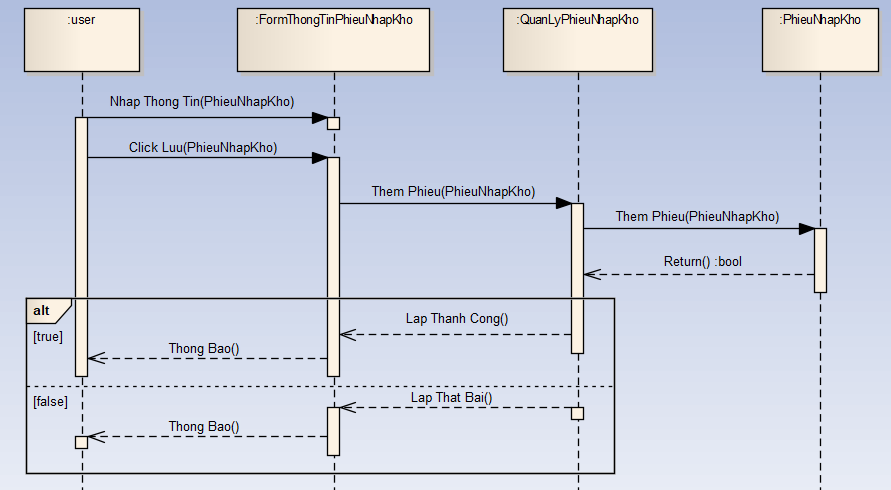 :user
:FormThongTinPhieuNhapKho
:QuanLyPhieuNhapKho
:PhieuNhapKho
Nhap Thong Tin(PhieuNhapKho)
Click Luu(PhieuNhapKho)
Them Phieu(PhieuNhapKho)
Them Phieu(PhieuNhapKho)
Return() :bool
alt
[true]
Lap Thanh Cong()
Thong Bao()
[false]
Lap That Bai()
Thong Bao()